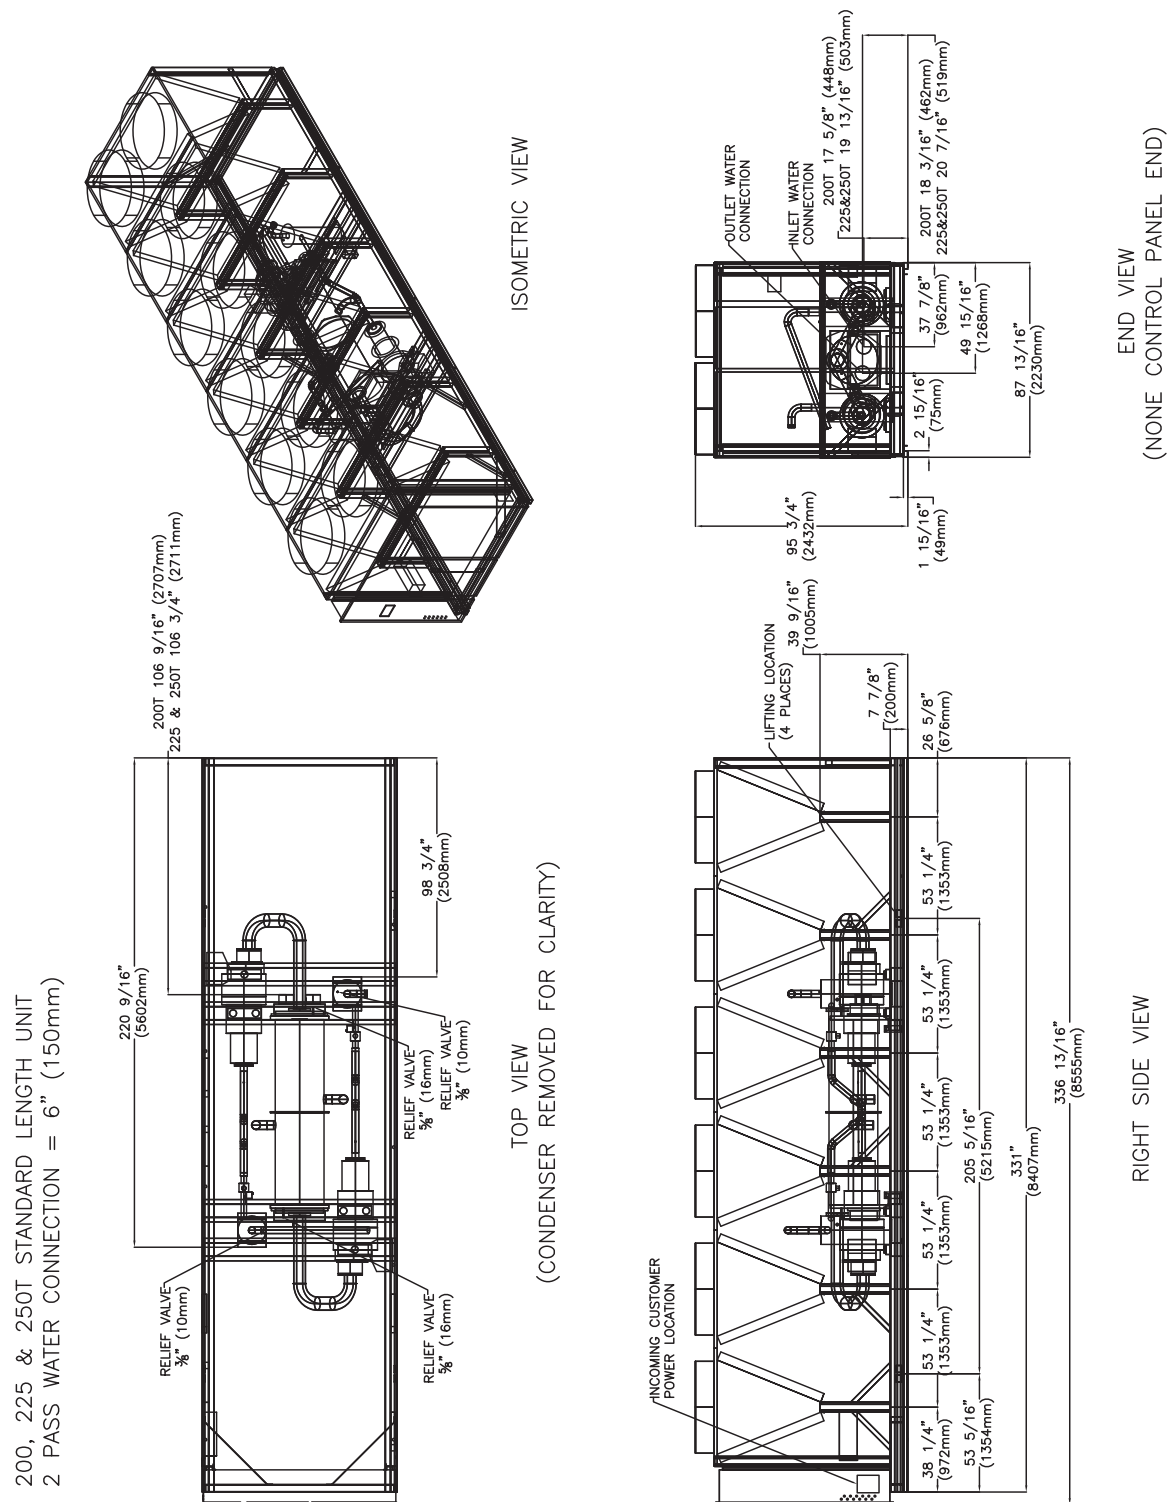 200, 225 & 250T STANDARD LENGTH UNIT
2 PASS WATER CONNECTION = 6" (150mm)
220 9/16"
(5602mm)
200T 106 9/16" (2707mm)
225 & 250T 106 3/4" (2711mm)
98 3/4"
(2508mm)
RELIEF VALVE
⅜" (10mm)
RELIEF VALVE
⅝" (16mm)
RELIEF VALVE
⅝" (16mm)
RELIEF VALVE
⅜" (10mm)
TOP VIEW
(CONDENSER REMOVED FOR CLARITY)
ISOMETRIC VIEW
INCOMING CUSTOMER
POWER LOCATION
LIFTING LOCATION
(4 PLACES)
39 9/16"
(1005mm)
7 7/8"
(200mm)
38 1/4"
(972mm)
53 1/4"
(1353mm)
53 1/4"
(1353mm)
53 1/4"
(1353mm)
53 1/4"
(1353mm)
53 1/4"
(1353mm)
26 5/8"
(676mm)
53 5/16"
(1354mm)
205 5/16"
(5215mm)
331"
(8407mm)
336 13/16"
(8555mm)
RIGHT SIDE VIEW
OUTLET WATER
CONNECTION
INLET WATER
CONNECTION
200T 17 5/8" (448mm)
225&250T 19 13/16" (503mm)
200T 18 3/16" (462mm)
225&250T 20 7/16" (519mm)
95 3/4"
(2432mm)
1 15/16"
(49mm)
2 15/16"
(75mm)
37 7/8"
(962mm)
49 15/16"
(1268mm)
87 13/16"
(2230mm)
END VIEW
(NONE CONTROL PANEL END)